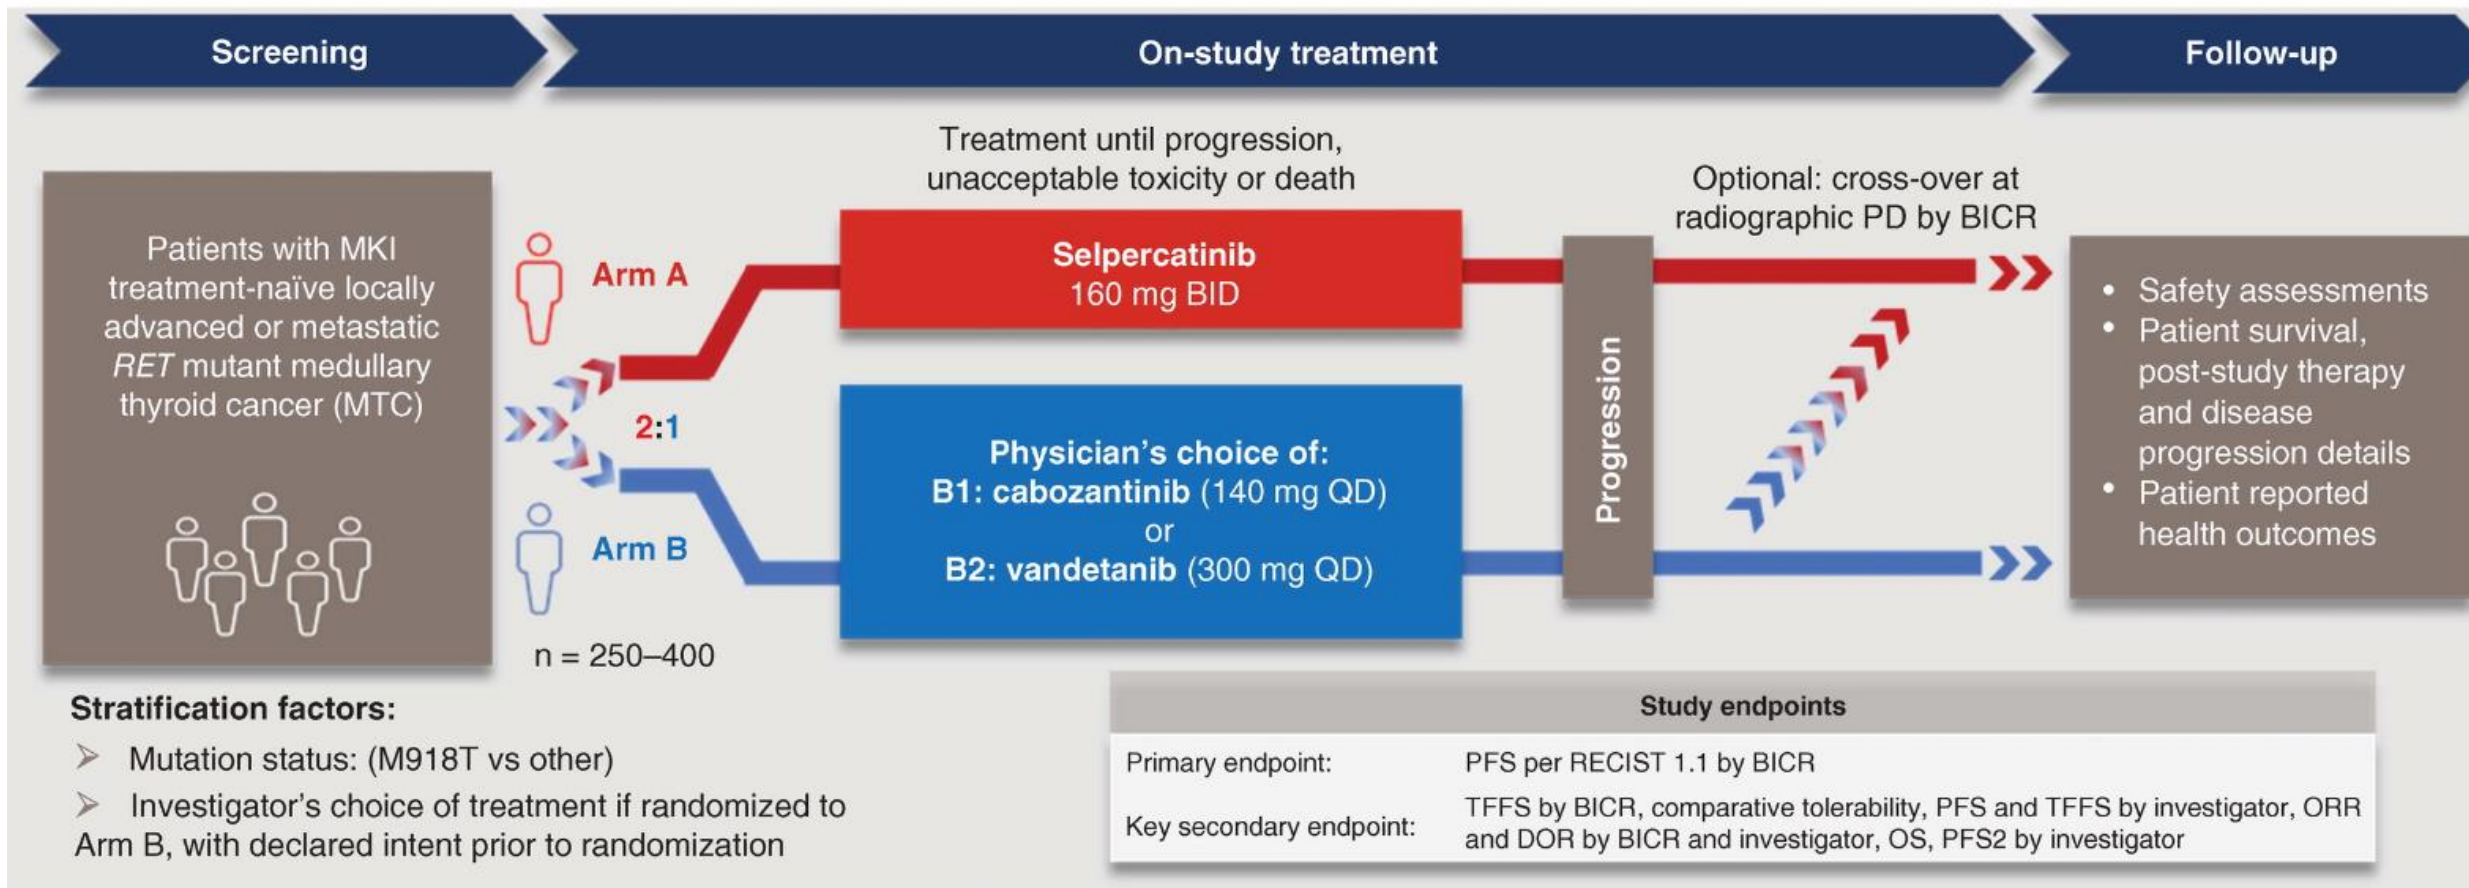 Screening
On-study treatment
Follow-up
Patients with MKI
treatment-naïve locally
advanced or metastatic
RET mutant medullary
thyroid cancer (MTC)
Arm A
2:1
Arm B
n = 250–400
Treatment until progression,
unacceptable toxicity or death
Selpercatinib
160 mg BID
Physician’s choice of:
B1: cabozantinib (140 mg QD)
or
B2: vandetanib (300 mg QD)
Progression
Optional: cross-over at
radiographic PD by BICR
• Safety assessments
• Patient survival,
post-study therapy
and disease
progression details
• Patient reported
health outcomes
Stratification factors:
➢ Mutation status: (M918T vs other)
➢ Investigator’s choice of treatment if randomized to
Arm B, with declared intent prior to randomization
Study endpoints
Primary endpoint: PFS per RECIST 1.1 by BICR
Key secondary endpoint: TFFS by BICR, comparative tolerability, PFS and TFFS by investigator, ORR
and DOR by BICR and investigator, OS, PFS2 by investigator